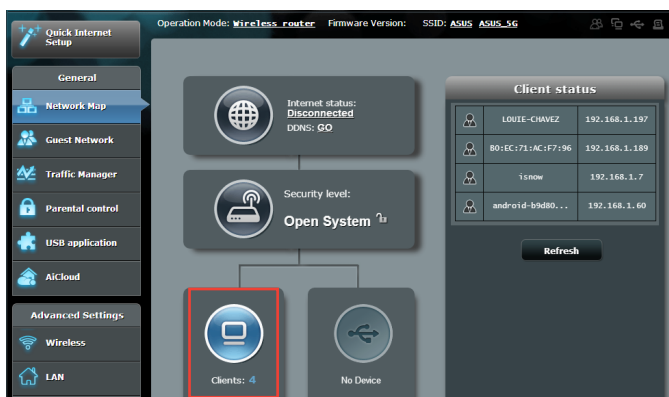 Quick Internet
Setup
Operation Mode: Wireless router Firmware Version: SSID: ASUS ASUS_5G
General
Network Map
Guest Network
Traffic Manager
Parental control
USB application
AiCloud
Advanced Settings
Wireless
LAN
Internet status:
Disconnected
DDNS: GO
Security level:
Open System
Clients: 4
No Device
Client status
LOUIE-CHAVEZ 192.168.1.197
80:EC:71:AC:F7:96 192.168.1.189
isnow 192.168.1.7
android-b9d80... 192.168.1.60
Refresh